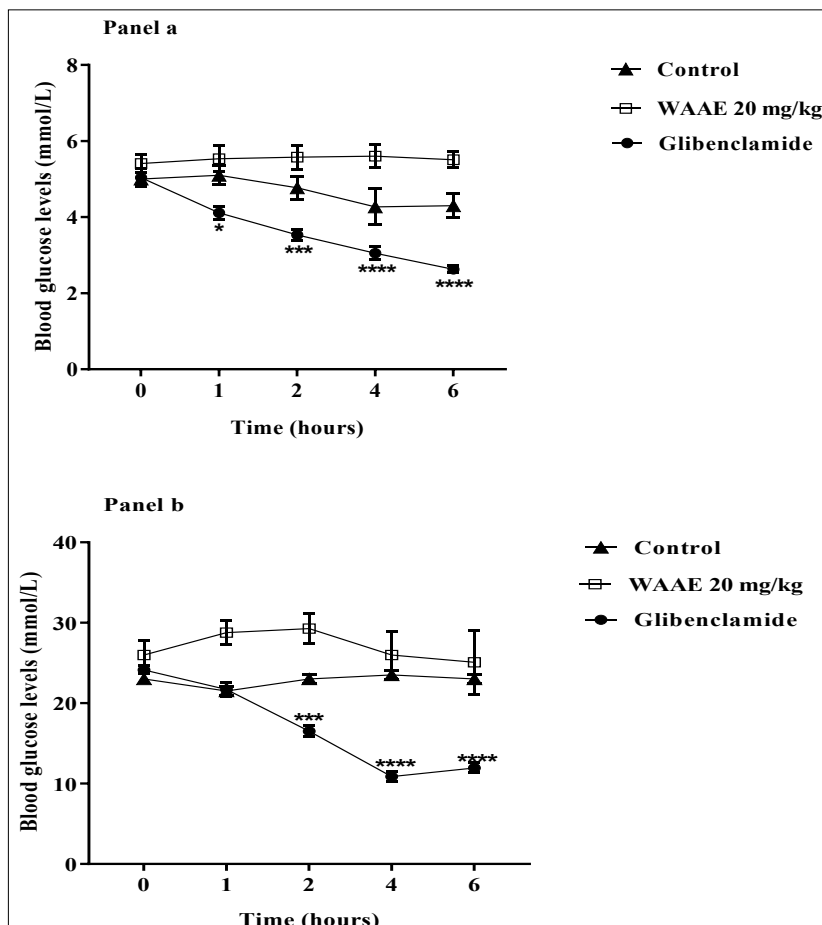 Panel a
Blood glucose levels (mmol/L)
8
6
4
2
0
*
***
****
****
0 1 2 4 6
Time (hours)
Control
WAAE 20 mg/kg
Glibenclamide
Panel b
Blood glucose levels (mmol/L)
40
30
20
10
0
***
****
****
0 1 2 4 6
Time (hours)
Control
WAAE 20 mg/kg
Glibenclamide